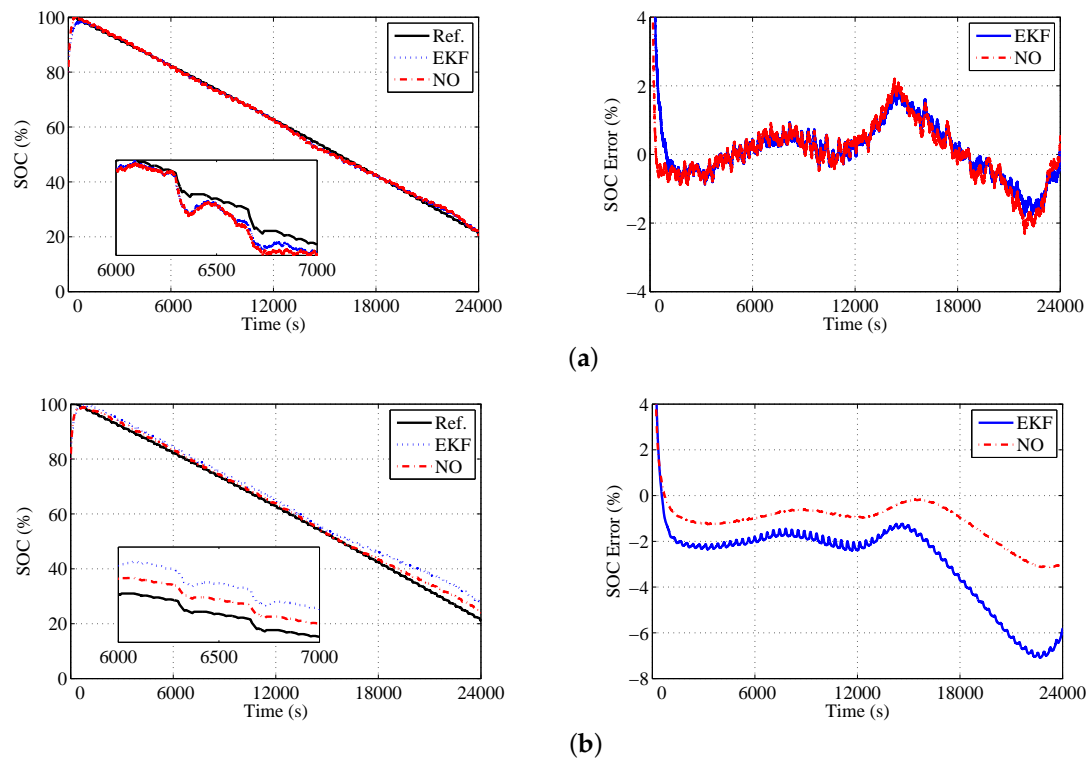 100
80
60
40
20
0
SOC (%)
Ref.
EKF
NO
6000 6500 7000
0 6000 12000 18000 24000
Time (s)
4
2
0
−2
−4
SOC Error (%)
EKF
NO
0 6000 12000 18000 24000
Time (s)
(a)
100
80
60
40
20
0
SOC (%)
Ref.
EKF
NO
6000 6500 7000
0 6000 12000 18000 24000
Time (s)
4
2
0
−2
−4
−6
−8
SOC Error (%)
EKF
NO
0 6000 12000 18000 24000
Time (s)
(b)